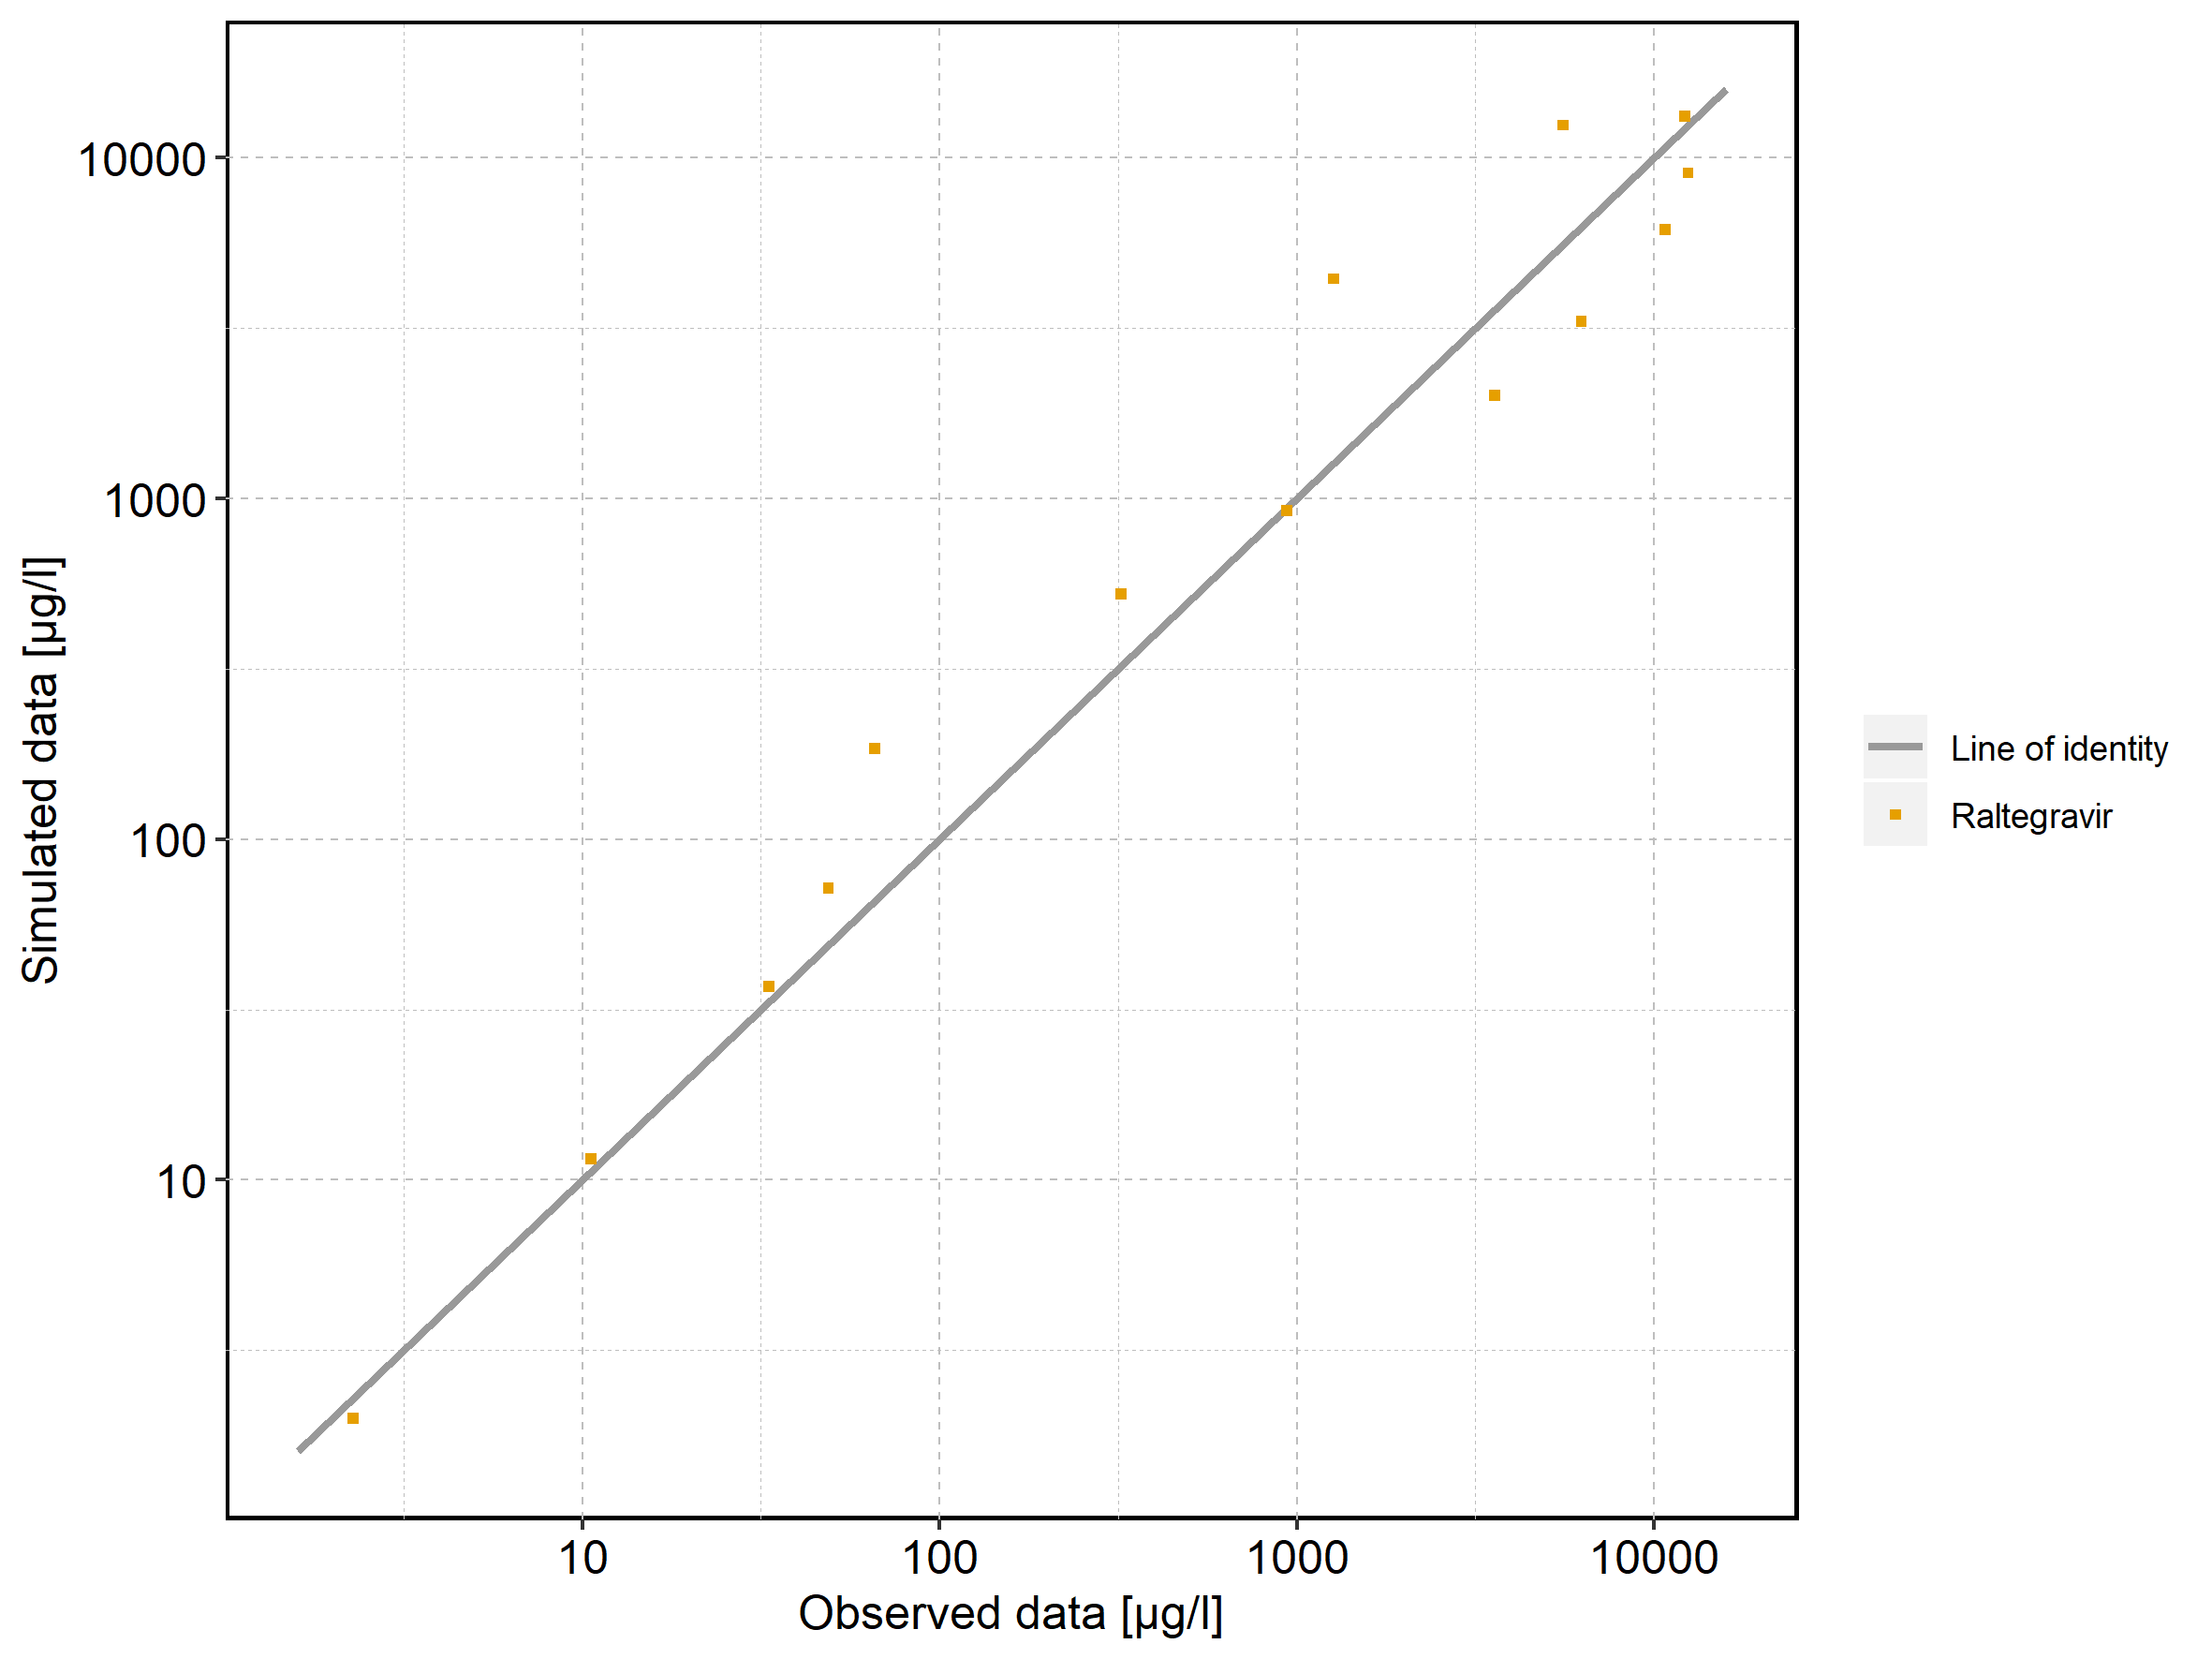 10000
1000
100
10
Simulated data [µg/l]
10
100
1000
10000
Observed data [µg/l]
Line of identity
Raltegravir